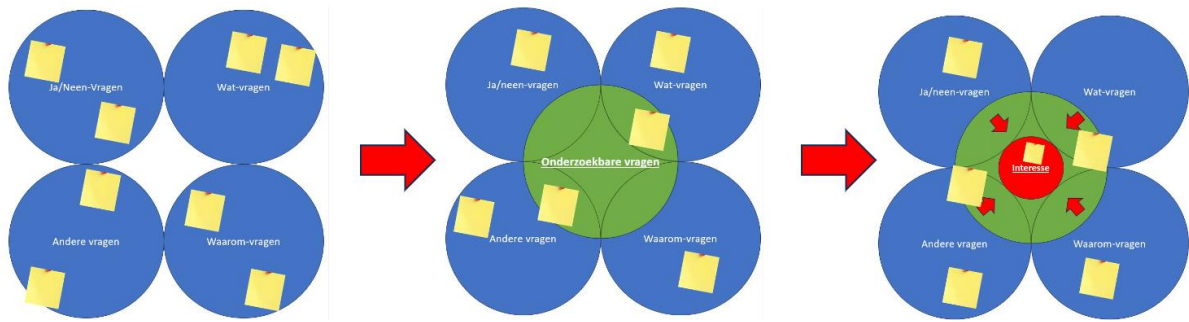 Ja/Neen-Vragen
Wat-vragen
Andere vragen
Waarom-vragen
Ja/neen-vragen
Wat-vragen
Onderzoekbare vragen
Andere vragen
Waarom-vragen
Ja/neen-vragen
Wat-vragen
Interesse
Andere vragen
Waarom-vragen